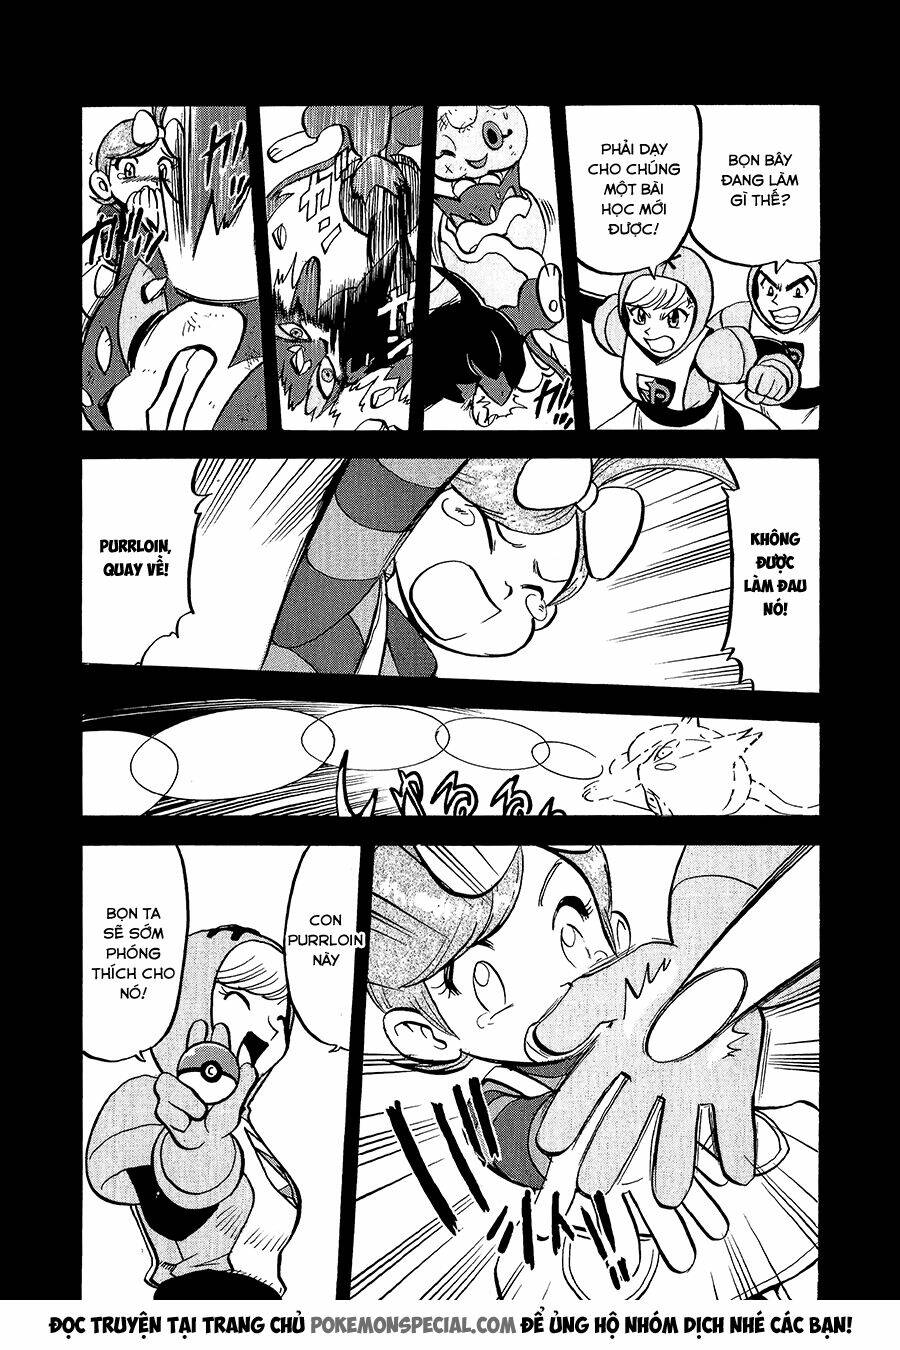 BỌN BÂY
ĐANG LÀM
GÌ THẾ?
PHẢI DẠY
CHO CHÚNG
MỘT BÀI
HỌC MỚI
ĐƯỢC!
KHÔNG
ĐƯỢC
LÀM ĐAU
NÓ!
PURRLOIN,
QUAY VỀ!
CON
PURRLOIN
NÀY
BỌN TA
SẼ SỚM
PHÓNG
THÍCH CHO
NÓ!
ĐỌC TRUYỆN TẠI TRANG CHỦ POKEMONSPECIAL.COM ĐỂ ỦNG HỘ NHÓM DỊCH NHÉ CÁC BẠN!